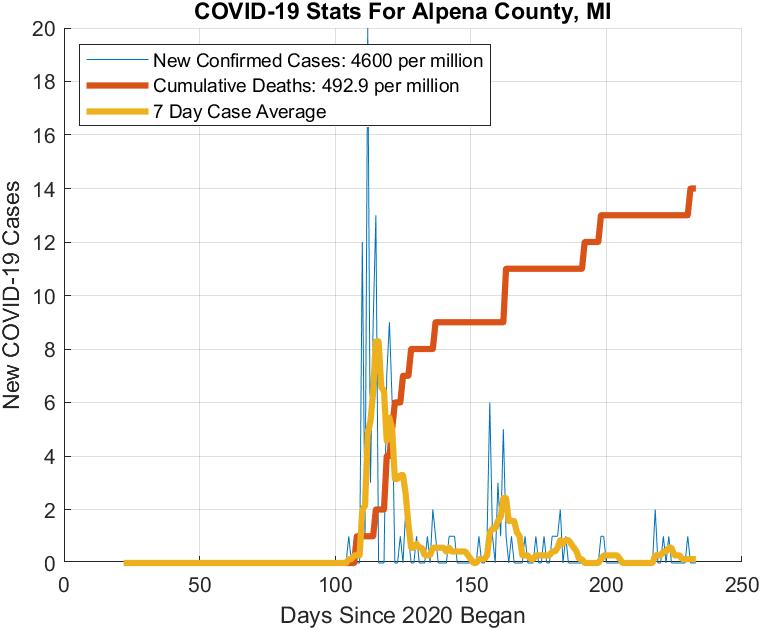 COVID-19 Stats For Alpena County, MI
New Confirmed Cases: 4600 per million
Cumulative Deaths: 492.9 per million
7 Day Case Average
New COVID-19 Cases
20
18
16
14
12
10
8
6
4
2
0
0 50 100 150 200 250
Days Since 2020 Began